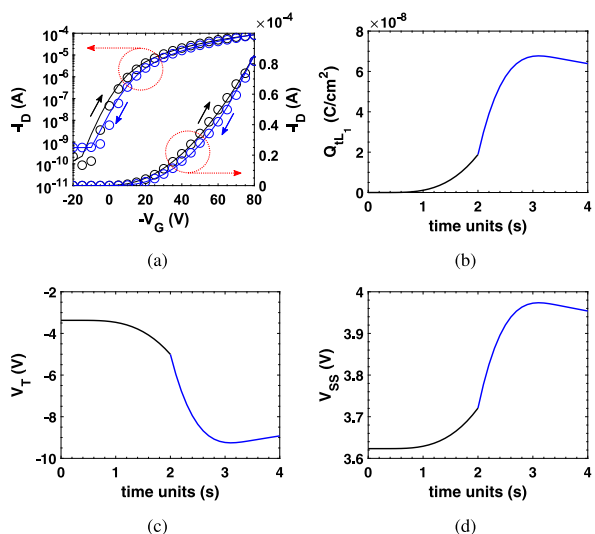 10⁻⁴
10⁻⁵
10⁻⁶
10⁻⁷
10⁻⁸
10⁻⁹
10⁻¹⁰
10⁻¹¹
-I_D (A)
-20 0 20 40 60 80
-V_G (V)
×10⁻⁴
0.8
0.6
0.4
0.2
0
-I_D (A)
(a)
×10⁻⁸
8
6
4
2
0
Q_tL₁ (C/cm²)
0 1 2 3 4
time units (s)
(b)
-2
-4
-6
-8
-10
V_T (V)
0 1 2 3 4
time units (s)
(c)
4
3.9
3.8
3.7
3.6
V_SS (V)
0 1 2 3 4
time units (s)
(d)